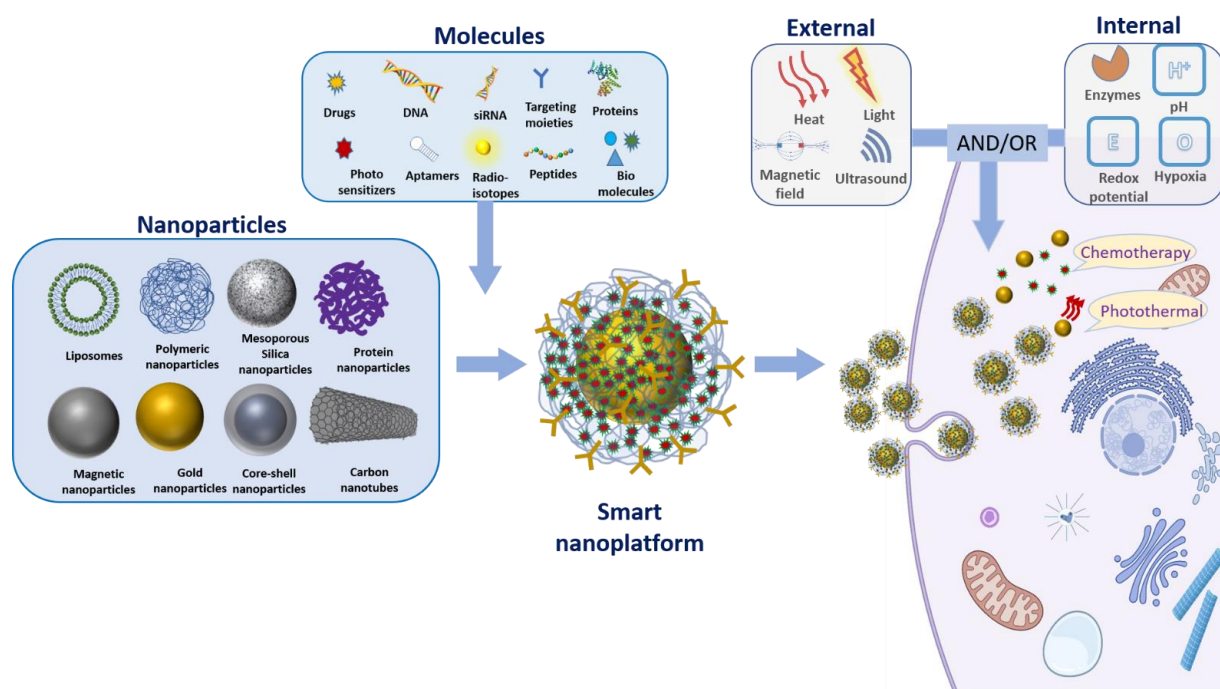 Molecules
Drugs
DNA
siRNA
Targeting
moieties
Proteins
Photo
sensitizers
Aptamers
Radio-
isotopes
Peptides
Bio
molecules
External
Heat
Light
Magnetic
field
Ultrasound
AND/OR
Internal
Enzymes
H+
pH
E
Redox
potential
O
Hypoxia
Nanoparticles
Liposomes
Polymeric
nanoparticles
Mesoporous
Silica
nanoparticles
Protein
nanoparticles
Magnetic
nanoparticles
Gold
nanoparticles
Core-shell
nanoparticles
Carbon
nanotubes
Smart
nanoplatform
Chemotherapy
Photothermal